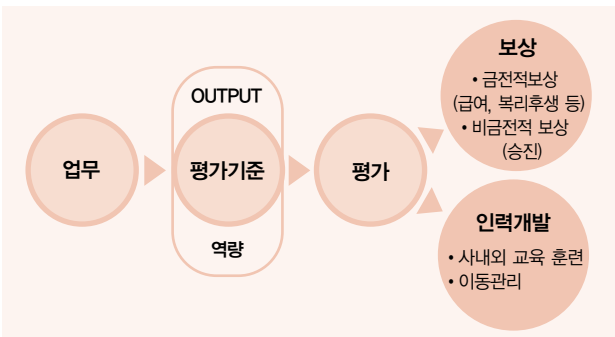 업무
OUTPUT
평가기준
역량
평가
보상
• 금전적보상
(급여, 복리후생 등)
• 비금전적 보상
(승진)
인력개발
• 사내외 교육 훈련
• 이동관리